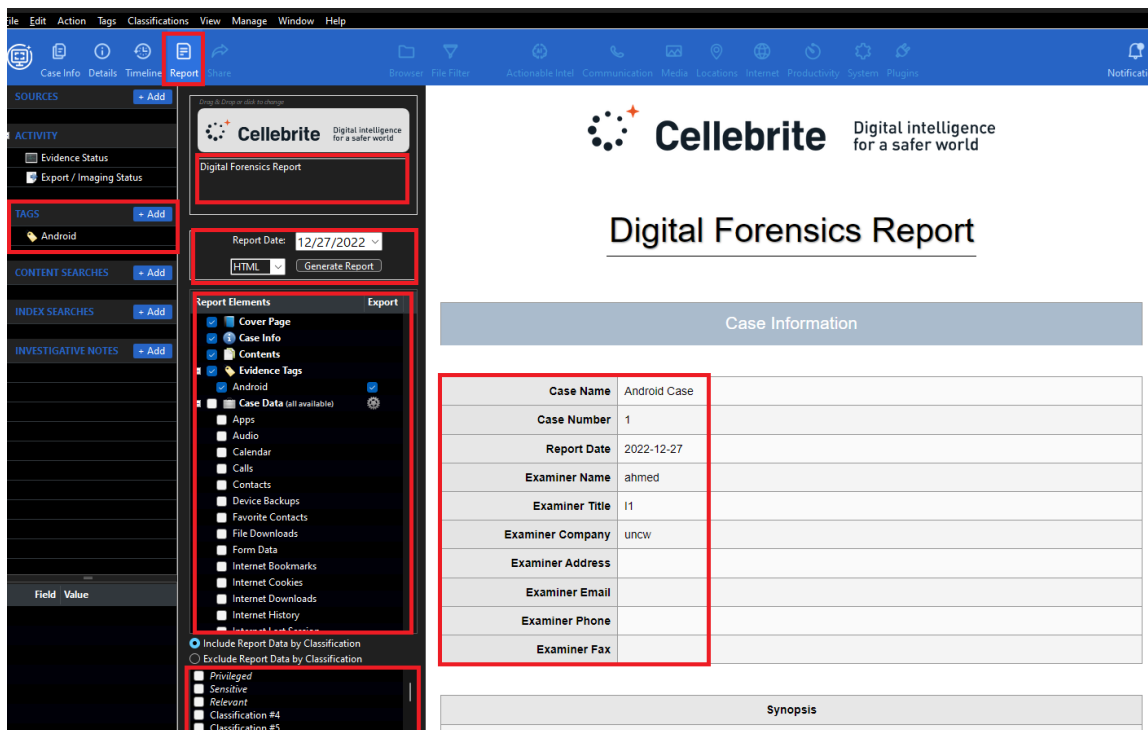 File Edit Action Tags Classifications View Manage Window Help
Case Info Details Timeline Report Share Browser File Filter Actionable Intel Communication Media Locations Internet Productivity System Plugins Notificati
SOURCES + Add
ACTIVITY
Evidence Status
Export / Imaging Status
TAGS + Add
Android
CONTENT SEARCHES + Add
INDEX SEARCHES + Add
INVESTIGATIVE NOTES + Add
Field Value
Drag & Drop or click to change
Cellebrite Digital intelligence
for a safer world
Digital Forensics Report
Report Date: 12/27/2022
HTML Generate Report
Report Elements Export
Cover Page
Case Info
Contents
Evidence Tags
Android
Case Data (all available)
Apps
Audio
Calendar
Calls
Contacts
Device Backups
Favorite Contacts
File Downloads
Form Data
Internet Bookmarks
Internet Cookies
Internet Downloads
Internet History
Internet Last Session
Include Report Data by Classification
Exclude Report Data by Classification
Privileged
Sensitive
Relevant
Classification #4
Classification #5
Cellebrite Digital intelligence
for a safer world
Digital Forensics Report
Case Information
Case Name Android Case
Case Number 1
Report Date 2022-12-27
Examiner Name ahmed
Examiner Title I1
Examiner Company uncw
Examiner Address
Examiner Email
Examiner Phone
Examiner Fax
Synopsis